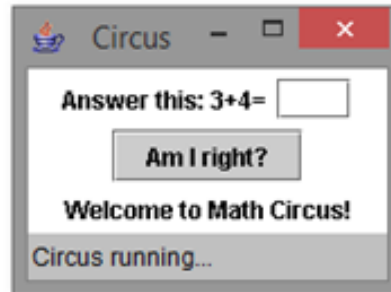 Circus
Answer this: 3+4=
Am I right?
Welcome to Math Circus!
Circus running...